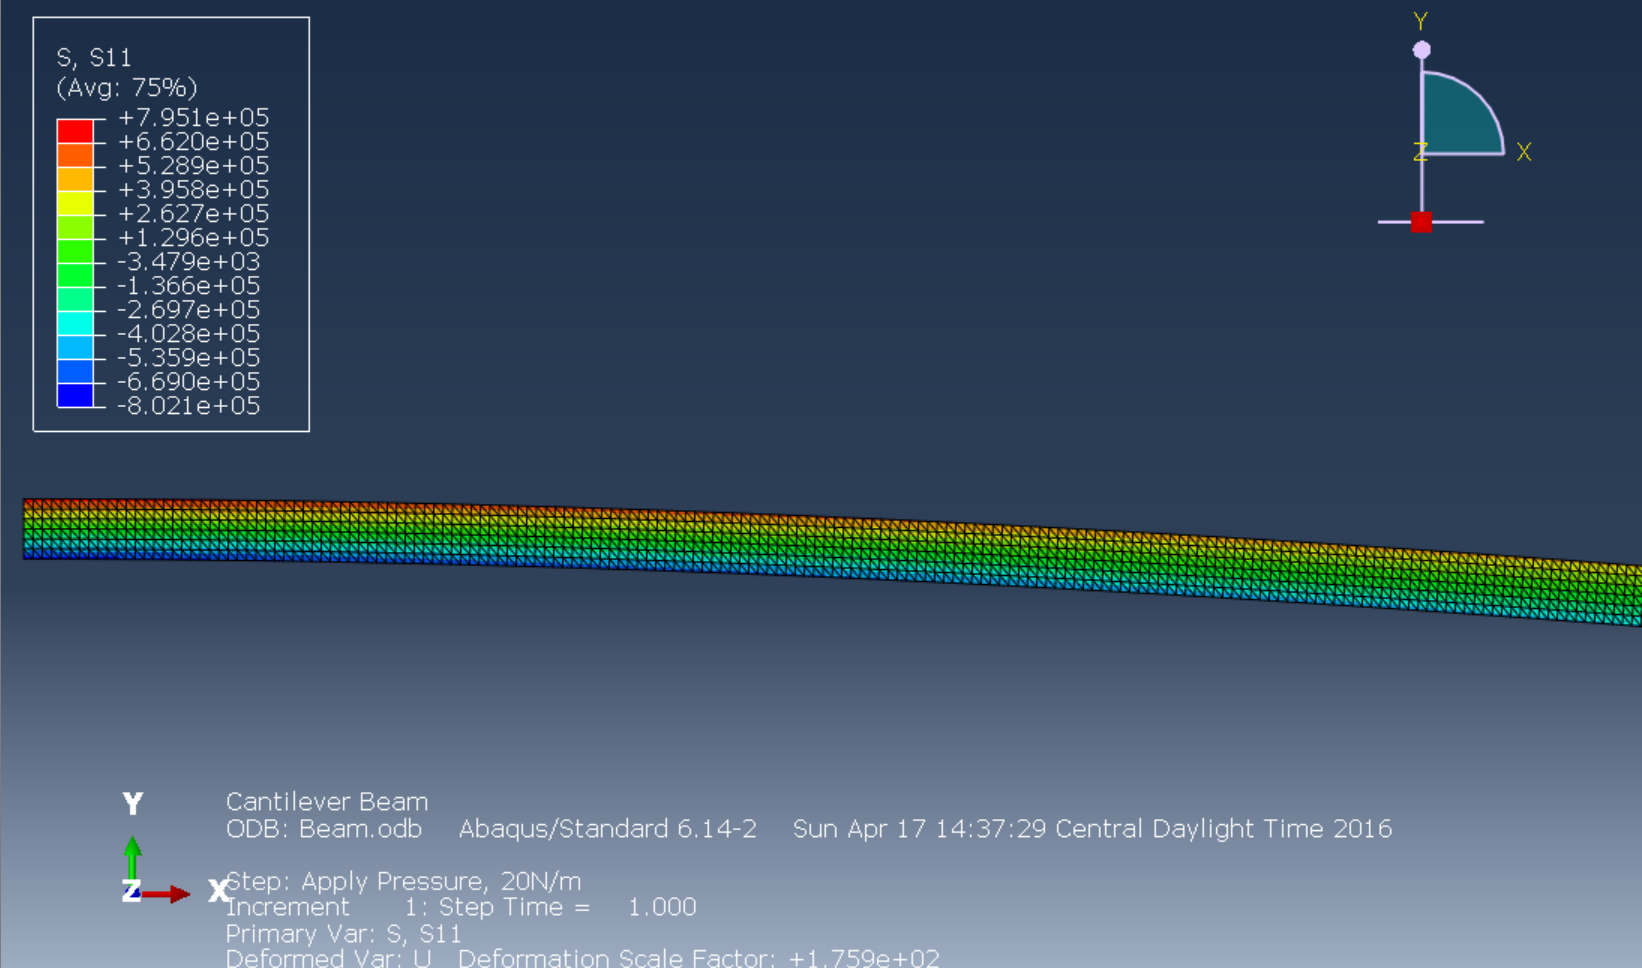 S, S11
(Avg: 75%)
+7.951e+05
+6.620e+05
+5.289e+05
+3.958e+05
+2.627e+05
+1.296e+05
-3.479e+03
-1.366e+05
-2.697e+05
-4.028e+05
-5.359e+05
-6.690e+05
-8.021e+05
Y
Z X
Y
Z X
Cantilever Beam
ODB: Beam.odb Abaqus/Standard 6.14-2 Sun Apr 17 14:37:29 Central Daylight Time 2016
Step: Apply Pressure, 20N/m
Increment 1: Step Time = 1.000
Primary Var: S, S11
Deformed Var: U Deformation Scale Factor: +1.759e+02